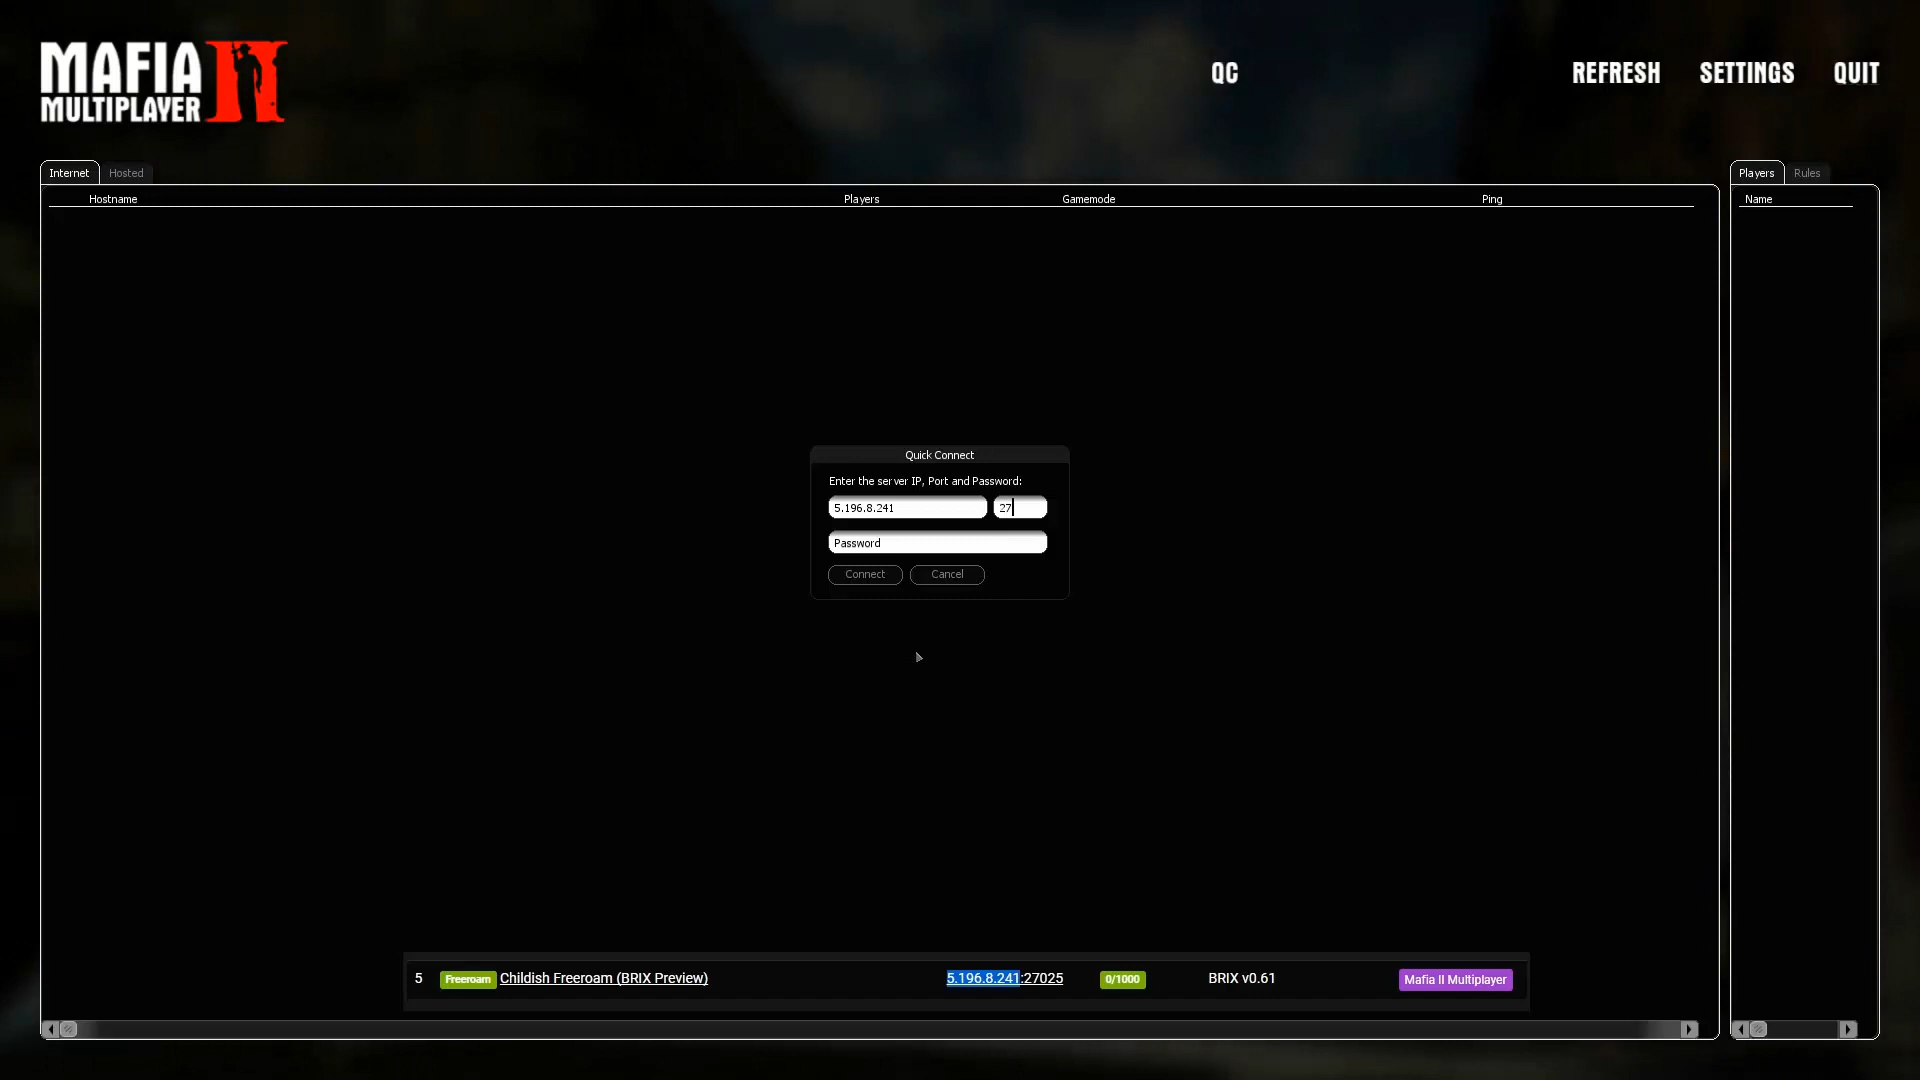 MAFIA II
MULTIPLAYER
QC
REFRESH
SETTINGS
QUIT
Internet
Hosted
Hostname
Players
Gamemode
Ping
Players
Rules
Name
Quick Connect
Enter the server IP, Port and Password:
5.196.8.241
27
Password
Connect
Cancel
5 Freeroam Childish Freeroam (BRIX Preview) 5.196.8.241:27025 0/1000 BRIX v0.61 Mafia II Multiplayer